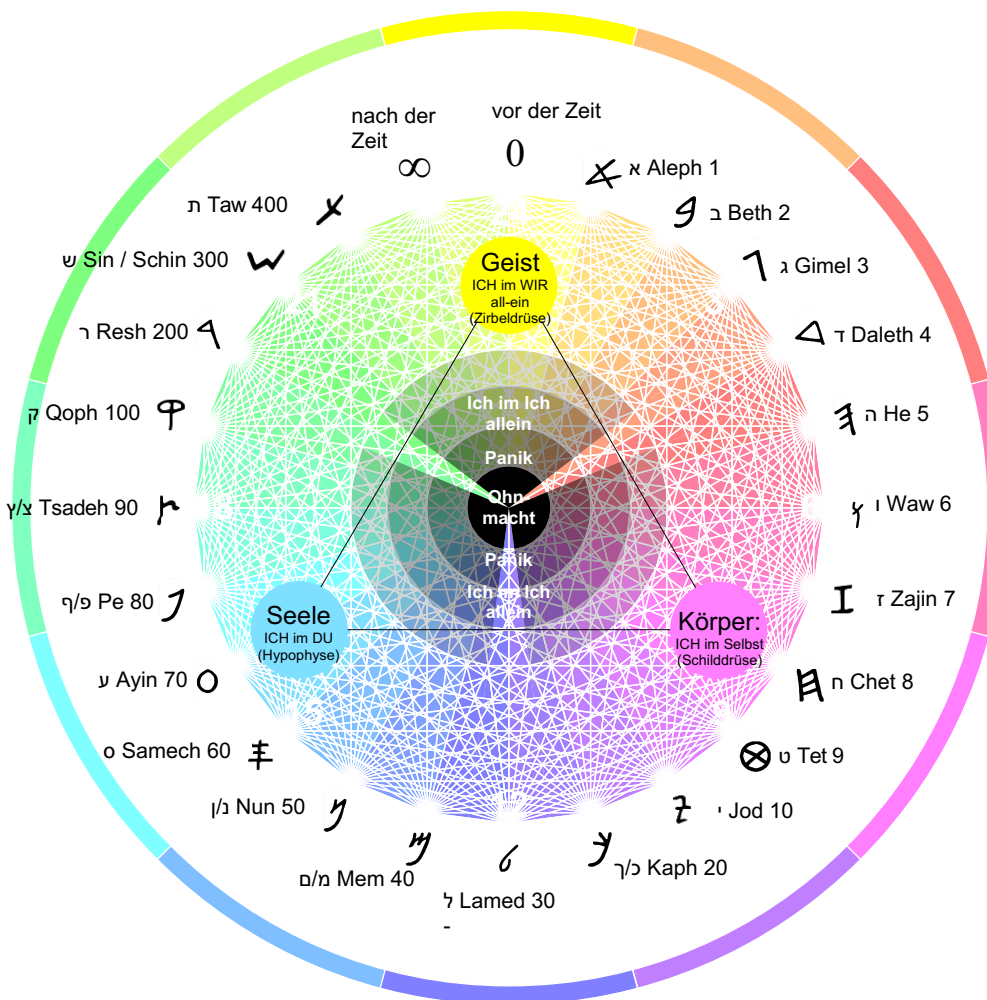 vor der Zeit
0
א Aleph 1
ב Beth 2
ג Gimel 3
ד Daleth 4
ה He 5
ו Waw 6
ז Zajin 7
ח Chet 8
ט Tet 9
י Jod 10
כ/ך Kaph 20
ל Lamed 30
-
מ/ם Mem 40
נ/ן Nun 50
ס Samech 60
ע Ayin 70
פ/ף Pe 80
צ/ץ Tsadeh 90
ק Qoph 100
ר Resh 200
ש Sin / Schin 300
ת Taw 400
nach der
Zeit
∞
Geist
ICH im WIR
all-ein
(Zirbeldrüse)
Ich im Ich
allein
Panik
Ohn
macht
Panik
allein
Seele
ICH im DU
(Hypophyse)
Körper:
ICH im Selbst
(Schilddrüse)